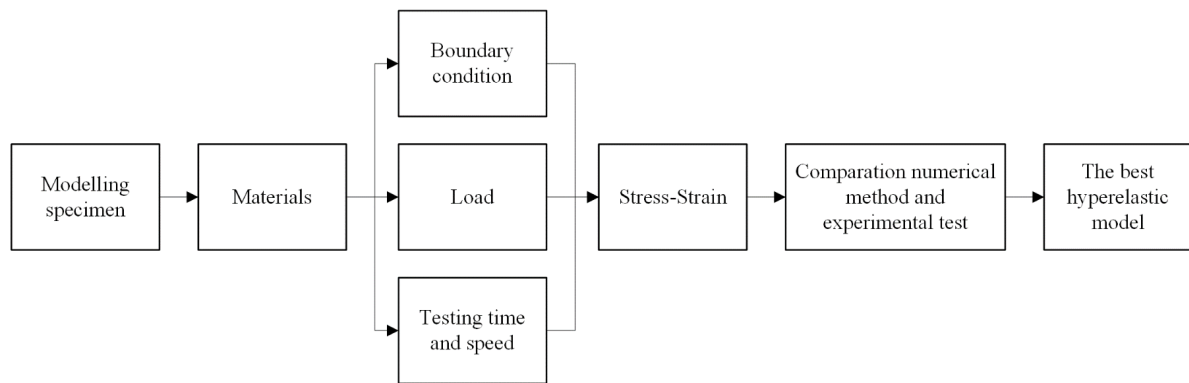 Boundary
condition
Modelling
specimen
Materials
Load
Stress-Strain
Comparation numerical
method and
experimental test
The best
hyperelastic
model
Testing time
and speed